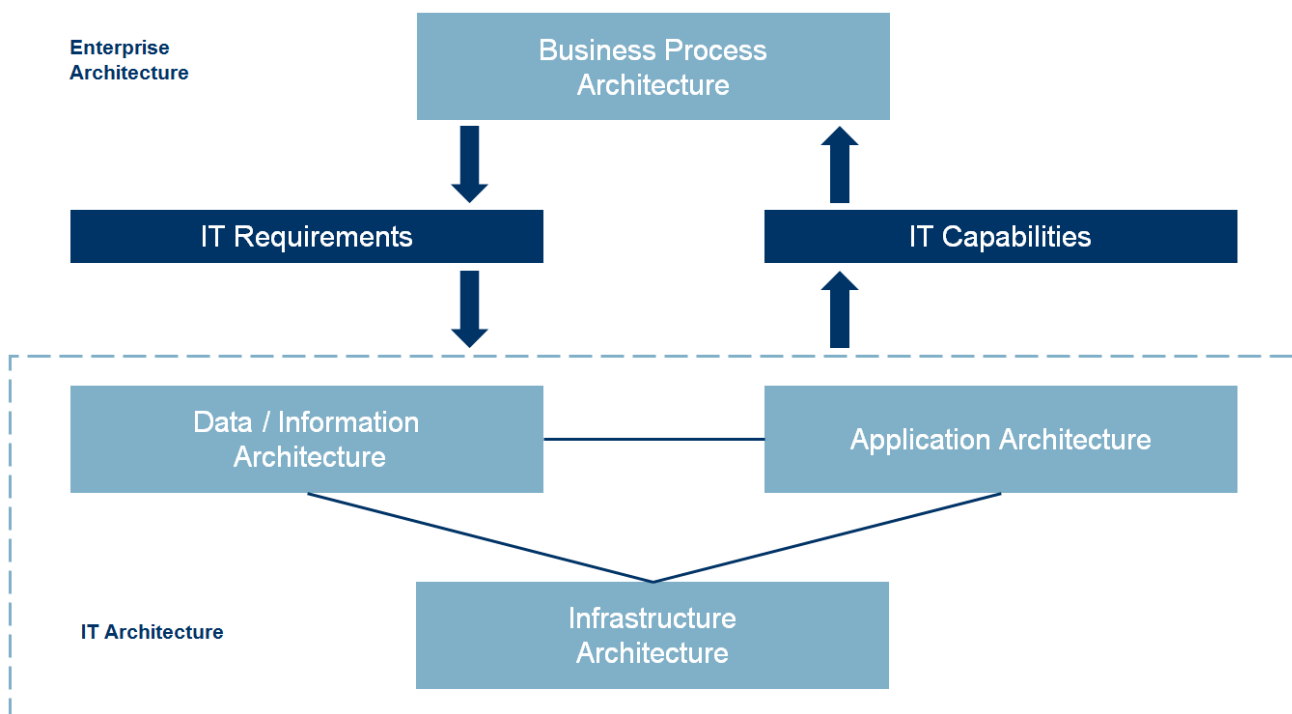 Enterprise
Architecture
Business Process
Architecture
IT Requirements
IT Capabilities
Data / Information
Architecture
Application Architecture
IT Architecture
Infrastructure
Architecture